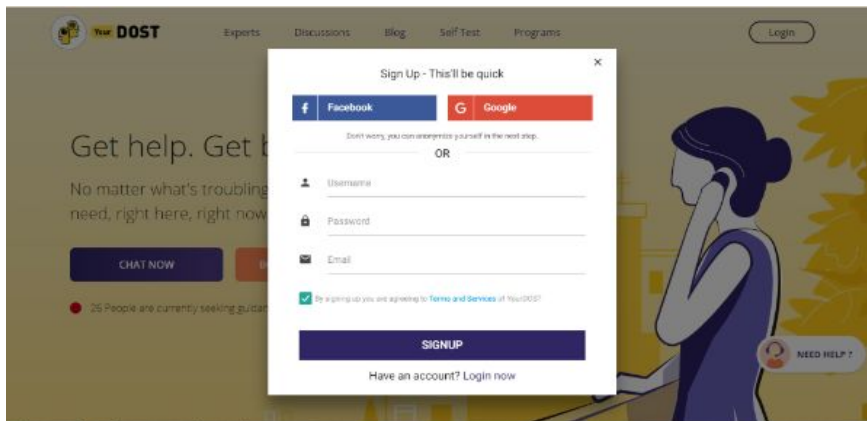 Your DOST
Experts Discussions Blog Self Test Programs
Login
Sign Up - This'll be quick
Facebook
Google
Don't worry, you can anonymize yourself in the next step.
OR
Username
Password
Email
By signing up you are agreeing to Terms and Services of YourDOST
SIGNUP
Have an account? Login now
Get help. Get
No matter what's troubling
need, right here, right now
CHAT NOW
25 People are currently seeking
NEED HELP ?